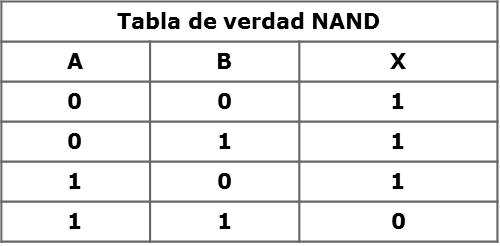 Tabla de verdad NAND
A B X
0 0 1
0 1 1
1 0 1
1 1 0